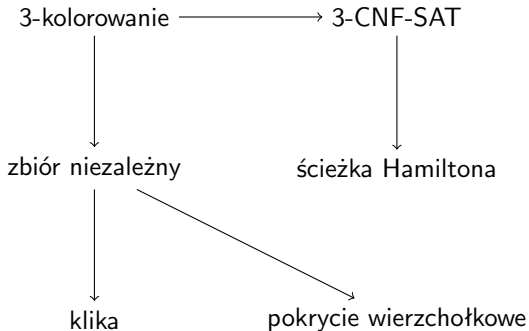 3-kolorowanie
3-CNF-SAT
zbiór niezależny
ścieżka Hamiltona
klika
pokrycie wierzchołkowe